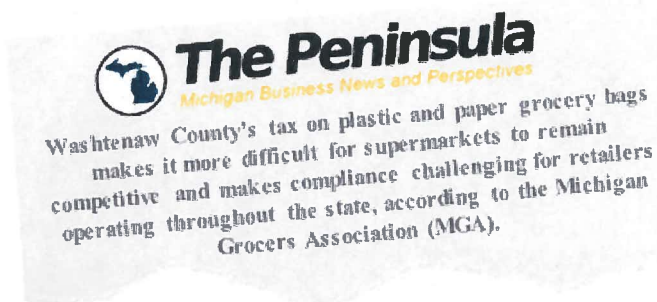 The Peninsula
Michigan Business News and Perspectives
Washtenaw County's tax on plastic and paper grocery bags
makes it more difficult for supermarkets to remain
competitive and makes compliance challenging for retailers
operating throughout the state, according to the Michigan
Grocers Association (MGA).